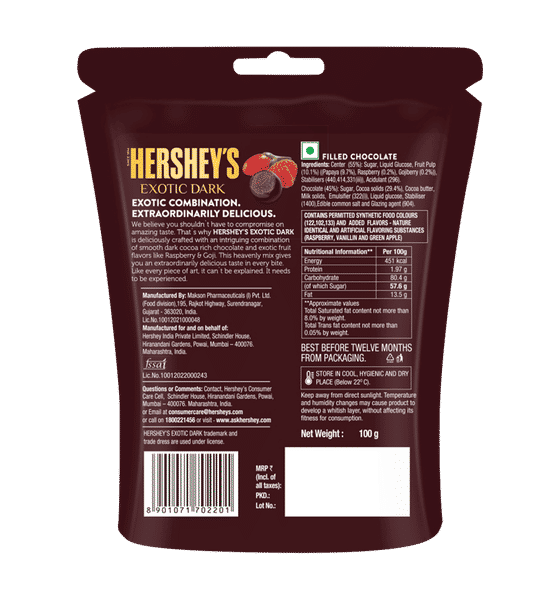 SINCE 1894
HERSHEY'S
EXOTIC DARK
EXOTIC COMBINATION.
EXTRAORDINARILY DELICIOUS.
We believe you shouldn`t have to compromise on
amazing taste. That`s why HERSHEY'S EXOTIC DARK
is deliciously crafted with an intriguing combination
of smooth dark cocoa rich chocolate and exotic fruit
flavors like Raspberry & Goji. This heavenly mix gives
you an extraordinarily delicious taste in every bite.
Like every piece of art, it can`t be explained. It needs
to be experienced.
Manufactured By: Makson Pharmaceuticals (I) Pvt. Ltd.
(Food division),195, Rajkot Highway, Surendranagar,
Gujarat - 363020, India.
Lic.No.10012021000048
Manufactured for and on behalf of:
Hershey India Private Limited, Schindler House,
Hiranandani Gardens, Powai, Mumbai – 400076.
Maharashtra, India.
fssai
Lic.No. 10012022000243
Questions or Comments: Contact, Hershey's Consumer
Care Cell, Schindler House, Hiranandani Gardens, Powai,
Mumbai – 400076. Maharashtra, India.
or Email at consumercare@hersheys.com
or call on 1800221456 or visit - www.askhershey.com
HERSHEY'S EXOTIC DARK trademark and
trade dress are used under license.
8 901071 702201
FILLED CHOCOLATE
Ingredients: Center (55%): Sugar, Liquid Glucose, Fruit Pulp
(10.1%) (Papaya (9.7%), Raspberry (0.2%), Gojiberry (0.2%)),
Stabilisers (440,414,331(iii)), Acidutant (296).
Chocolate (45%): Sugar, Cocoa solids (29.4%), Cocoa butter,
Milk solids, Emulsifier (322(i)), Liquid glucose, Stabiliser
(1400),Edible common salt and Glazing agent (904).
CONTAINS PERMITTED SYNTHETIC FOOD COLOURS
(122,102,133) AND ADDED FLAVORS - NATURE
IDENTICAL AND ARTIFICIAL FLAVORING SUBSTANCES
(RASPBERRY, VANILLIN AND GREEN APPLE)
Nutritional Information** Per 100g
Energy 451 kcal
Protein 1.97 g
Carbohydrate 80.4 g
(of which Sugar) 57.6 g
Fat 13.5 g
**Approximate values
Total Saturated fat content not more than
8.0% by weight.
Total Trans fat content not more than
0.05% by weight.
BEST BEFORE TWELVE MONTHS
FROM PACKAGING.
STORE IN COOL, HYGIENIC AND DRY
PLACE (Below 22º C).
Keep away from direct sunlight. Temperature
and humidity changes may cause product to
develop a whitish layer, without affecting its
fitness for consumption.
Net Weight : 100 g
MRP ₹
(Incl. of
all taxes):
PKD.:
Lot No.: